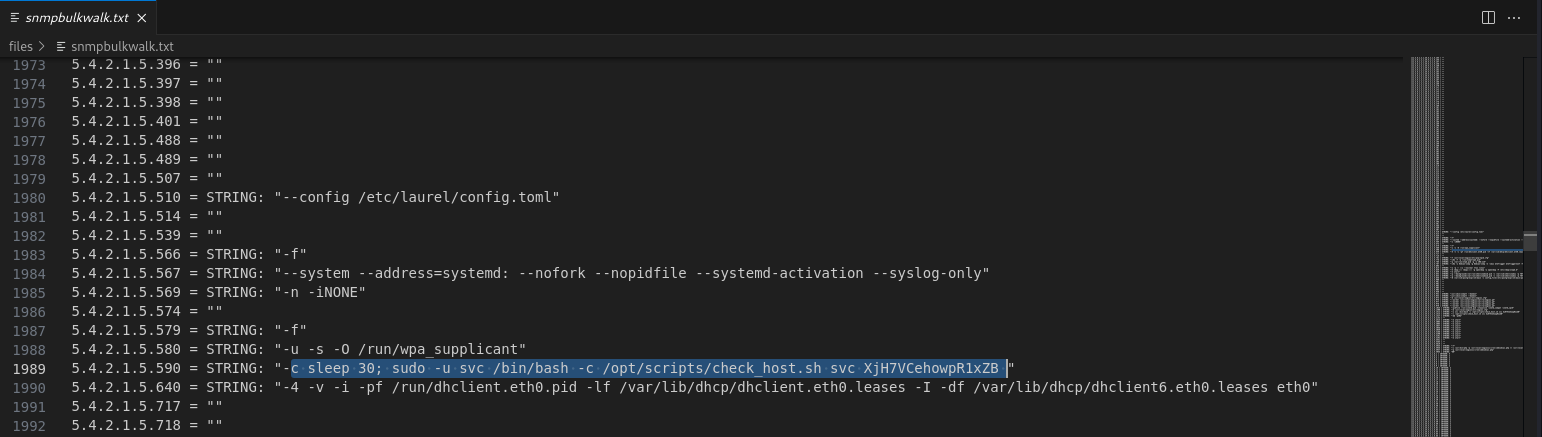 snmpbulkwalk.txt
files > snmpbulkwalk.txt
1973 5.4.2.1.5.396 = ""
1974 5.4.2.1.5.397 = ""
1975 5.4.2.1.5.398 = ""
1976 5.4.2.1.5.401 = ""
1977 5.4.2.1.5.488 = ""
1978 5.4.2.1.5.489 = ""
1979 5.4.2.1.5.507 = ""
1980 5.4.2.1.5.510 = STRING: "--config /etc/laurel/config.toml"
1981 5.4.2.1.5.514 = ""
1982 5.4.2.1.5.539 = ""
1983 5.4.2.1.5.566 = STRING: "-f"
1984 5.4.2.1.5.567 = STRING: "--system --address=systemd: --nofork --nopidfile --systemd-activation --syslog-only"
1985 5.4.2.1.5.569 = STRING: "-n -iNONE"
1986 5.4.2.1.5.574 = ""
1987 5.4.2.1.5.579 = STRING: "-f"
1988 5.4.2.1.5.580 = STRING: "-u -s -O /run/wpa_supplicant"
1989 5.4.2.1.5.590 = STRING: "-c sleep 30; sudo -u svc /bin/bash -c /opt/scripts/check_host.sh svc XjH7VCehowpR1xZB "
1990 5.4.2.1.5.640 = STRING: "-4 -v -i -pf /run/dhclient.eth0.pid -lf /var/lib/dhcp/dhclient.eth0.leases -I -df /var/lib/dhcp/dhclient6.eth0.leases eth0"
1991 5.4.2.1.5.717 = ""
1992 5.4.2.1.5.718 = ""